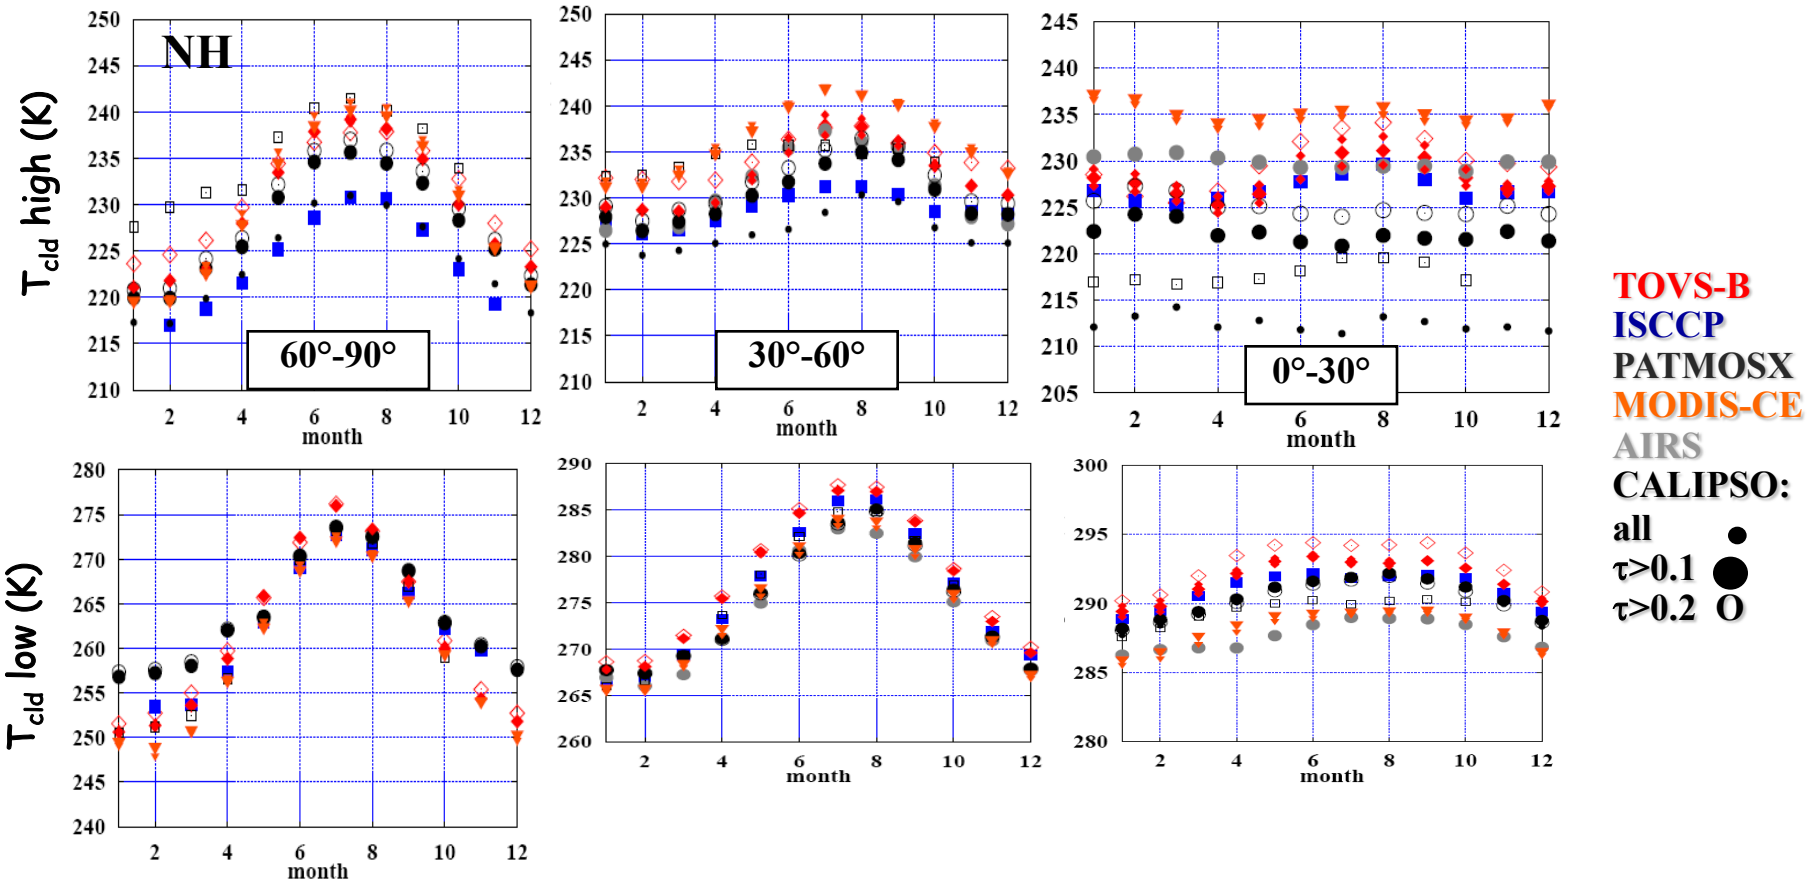 NH
T_cld high (K)
250
245
240
235
230
225
220
215
210
2 4 6 8 10 12
month
60°-90°
250
245
240
235
230
225
220
215
210
2 4 6 8 10 12
month
30°-60°
245
240
235
230
225
220
215
210
205
2 4 6 8 10 12
month
0°-30°
TOVS-B
ISCCP
PATMOSX
MODIS-CE
AIRS
CALIPSO:
all
τ>0.1
τ>0.2 O
T_cld low (K)
280
275
270
265
260
255
250
245
240
2 4 6 8 10 12
month
290
285
280
275
270
265
260
2 4 6 8 10 12
month
300
295
290
285
280
2 4 6 8 10 12
month